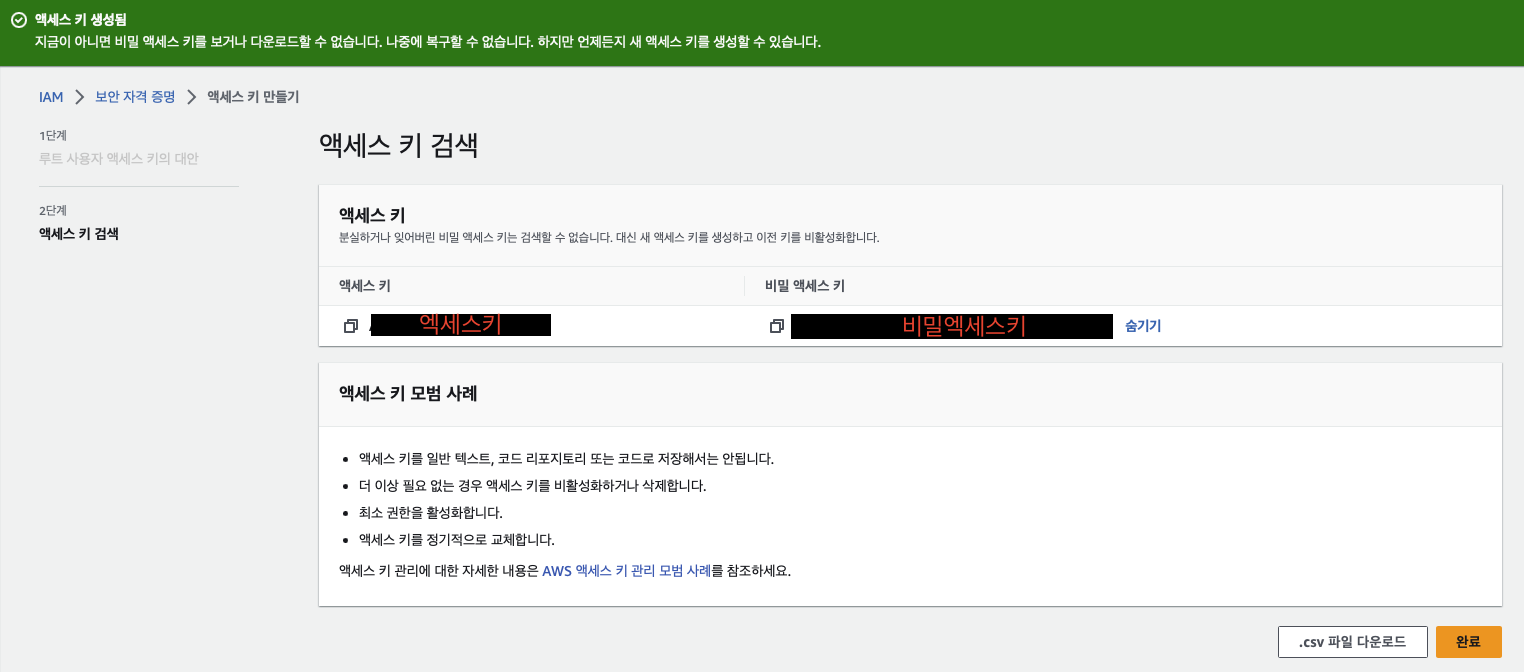 액세스 키 생성됨
지금이 아니면 비밀 액세스 키를 보거나 다운로드할 수 없습니다. 나중에 복구할 수 없습니다. 하지만 언제든지 새 액세스 키를 생성할 수 있습니다.
IAM > 보안 자격 증명 > 액세스 키 만들기
1단계
루트 사용자 액세스 키의 대안
2단계
액세스 키 검색
액세스 키 검색
액세스 키
분실하거나 잊어버린 비밀 액세스 키는 검색할 수 없습니다. 대신 새 액세스 키를 생성하고 이전 키를 비활성화합니다.
액세스 키 비밀 액세스 키
엑세스키 비밀엑세스키 숨기기
액세스 키 모범 사례
• 액세스 키를 일반 텍스트, 코드 리포지토리 또는 코드로 저장해서는 안됩니다.
• 더 이상 필요 없는 경우 액세스 키를 비활성화하거나 삭제합니다.
• 최소 권한을 활성화합니다.
• 액세스 키를 정기적으로 교체합니다.
액세스 키 관리에 대한 자세한 내용은 AWS 액세스 키 관리 모범 사례를 참조하세요.
.csv 파일 다운로드 완료